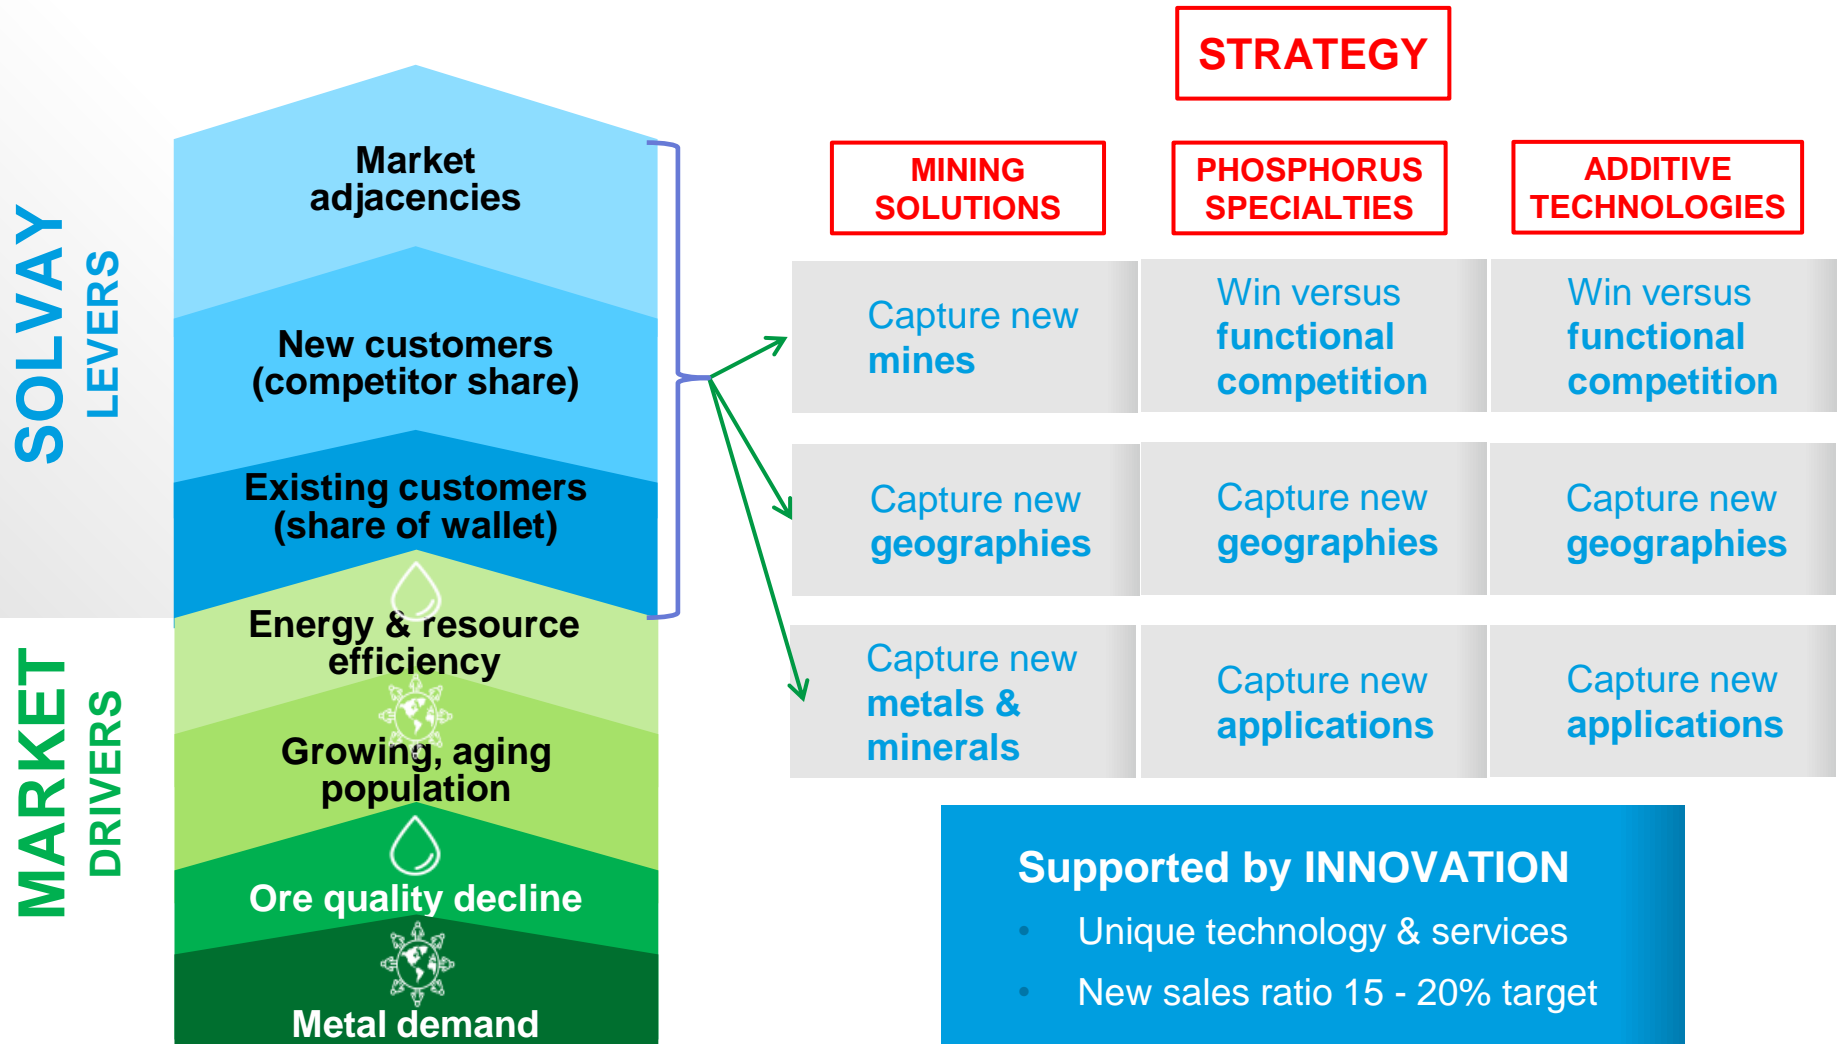 SOLVAY
LEVERS
MARKET
DRIVERS
Market
adjacencies
New customers
(competitor share)
Existing customers
(share of wallet)
Energy & resource
efficiency
Growing, aging
population
Ore quality decline
Metal demand
STRATEGY
MINING
SOLUTIONS
PHOSPHORUS
SPECIALTIES
ADDITIVE
TECHNOLOGIES
Capture new
mines
Win versus
functional
competition
Win versus
functional
competition
Capture new
geographies
Capture new
geographies
Capture new
geographies
Capture new
metals &
minerals
Capture new
applications
Capture new
applications
Supported by INNOVATION
• Unique technology & services
• New sales ratio 15 - 20% target